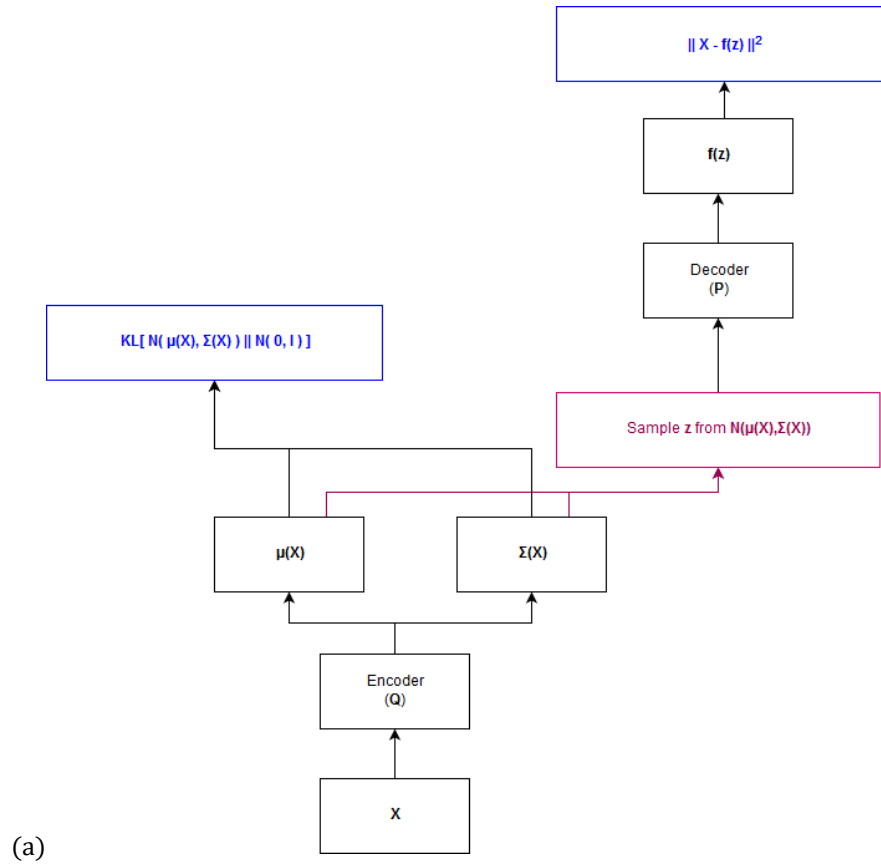 || X - f(z) ||²
f(z)
Decoder
(P)
KL[ N( μ(X), Σ(X) ) || N( 0, I ) ]
Sample z from N(μ(X),Σ(X))
μ(X)
Σ(X)
Encoder
(Q)
X
(a)